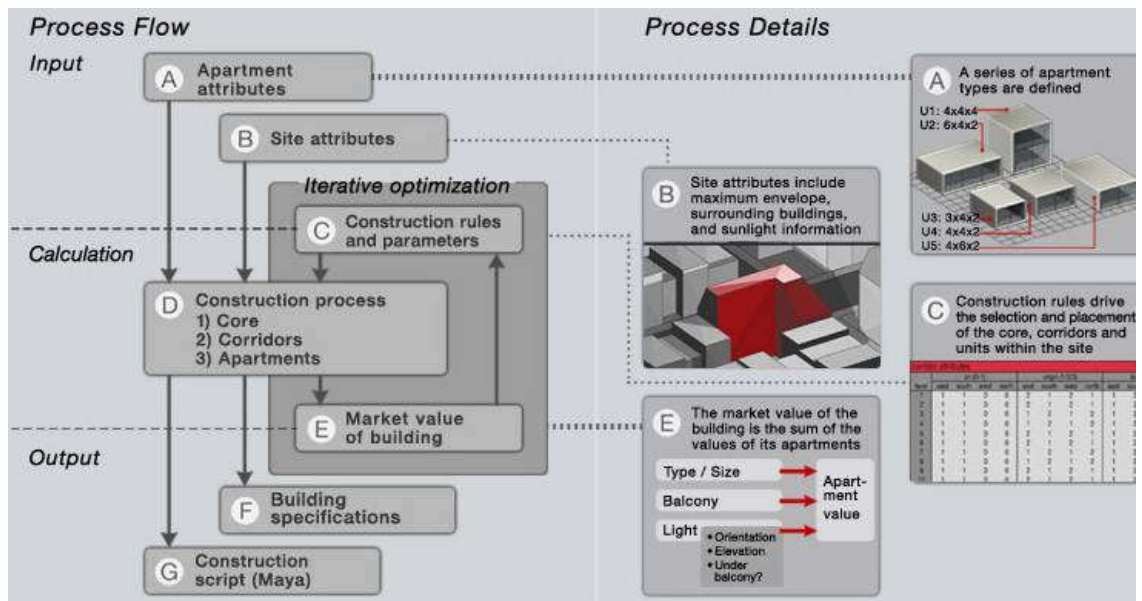 Process Flow
Input
A
Apartment
attributes
B
Site attributes
Iterative optimization
C
Construction rules
and parameters
Calculation
D
Construction process
1) Core
2) Corridors
3) Apartments
E
Market value
of building
Output
F
Building
specifications
G
Construction
script (Maya)
Process Details
A
A series of apartment
types are defined
U1: 4x4x4
U2: 6x4x2
U3: 3x4x2
U4: 4x4x2
U5: 4x6x2
B
Site attributes include
maximum envelope,
surrounding buildings,
and sunlight information
C
Construction rules drive
the selection and placement
of the core, corridors and
units within the site
E
The market value of the
building is the sum of the
values of its apartments
Type / Size
Balcony
Light
• Orientation
• Elevation
• Under
balcony?
Apart-
ment
value